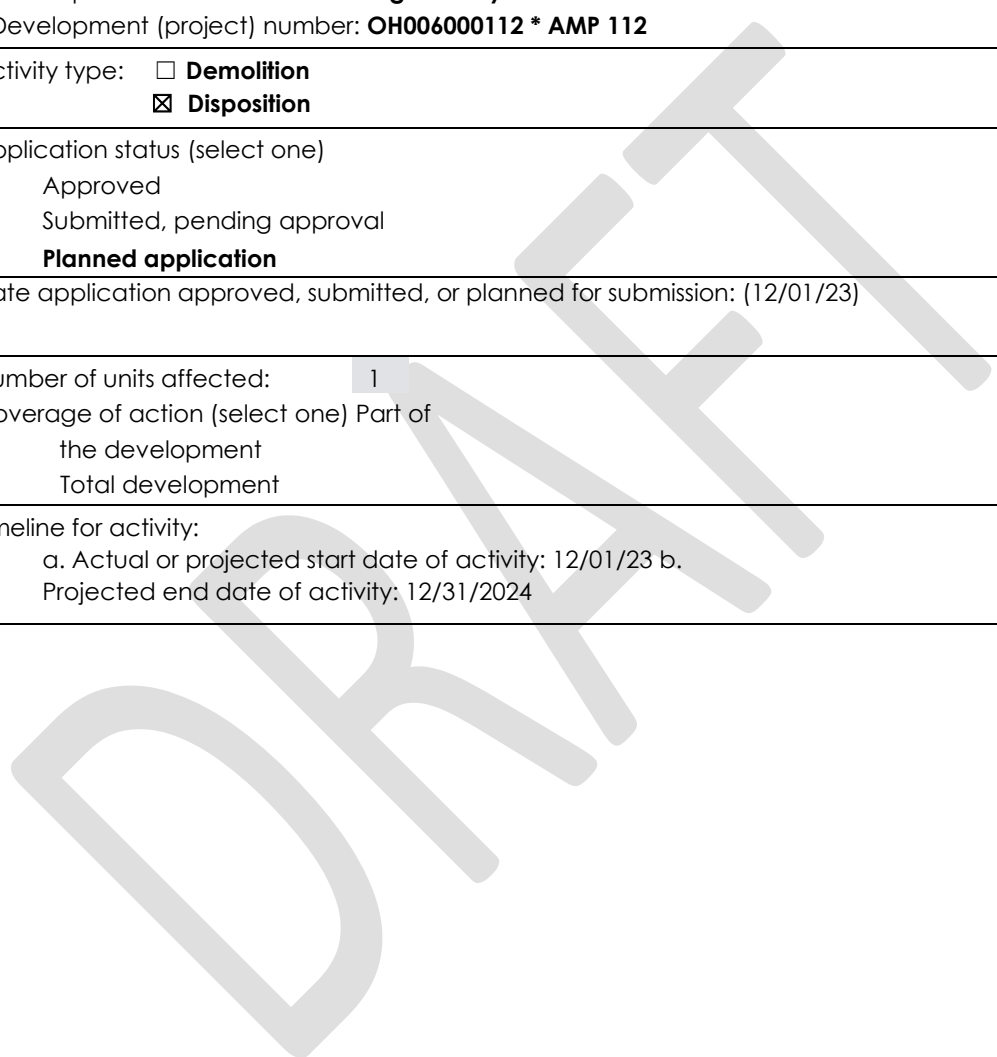 Development (project) number: OH006000112 * AMP 112
ctivity type: ☐ Demolition
☒ Disposition
pplication status (select one)
Approved
Submitted, pending approval
Planned application
ate application approved, submitted, or planned for submission: (12/01/23)
umber of units affected: 1
overage of action (select one) Part of
the development
Total development
meline for activity:
a. Actual or projected start date of activity: 12/01/23 b.
Projected end date of activity: 12/31/2024
DRAFT